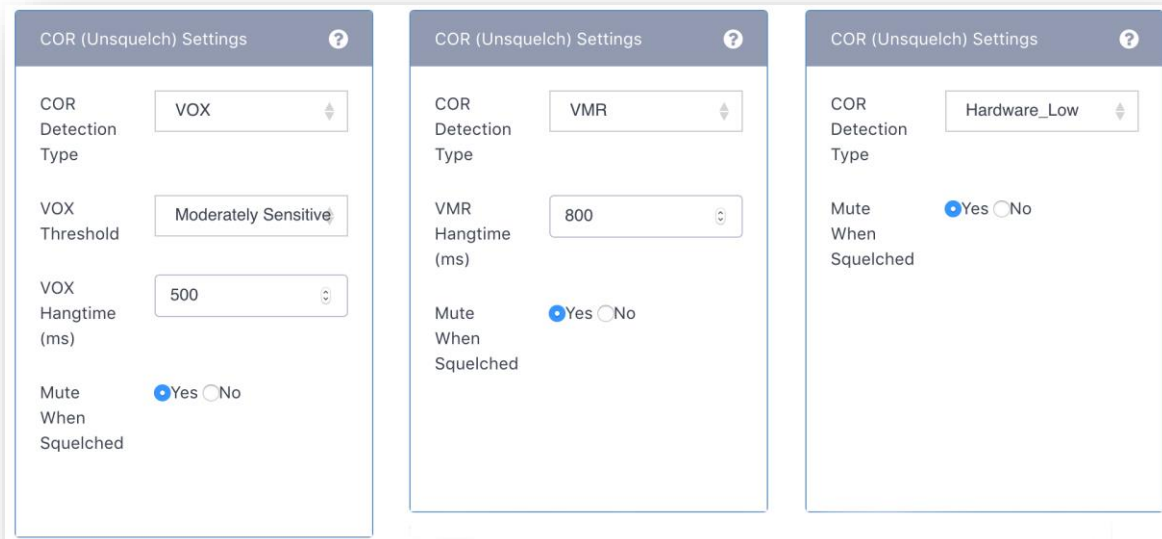 COR (Unsquelch) Settings ?
COR
Detection
Type
VOX
VOX
Threshold
Moderately Sensitive
VOX
Hangtime
(ms)
500
Mute
When
Squelched
Yes No
COR (Unsquelch) Settings ?
COR
Detection
Type
VMR
VMR
Hangtime
(ms)
800
Mute
When
Squelched
Yes No
COR (Unsquelch) Settings ?
COR
Detection
Type
Hardware_Low
Mute
When
Squelched
Yes No